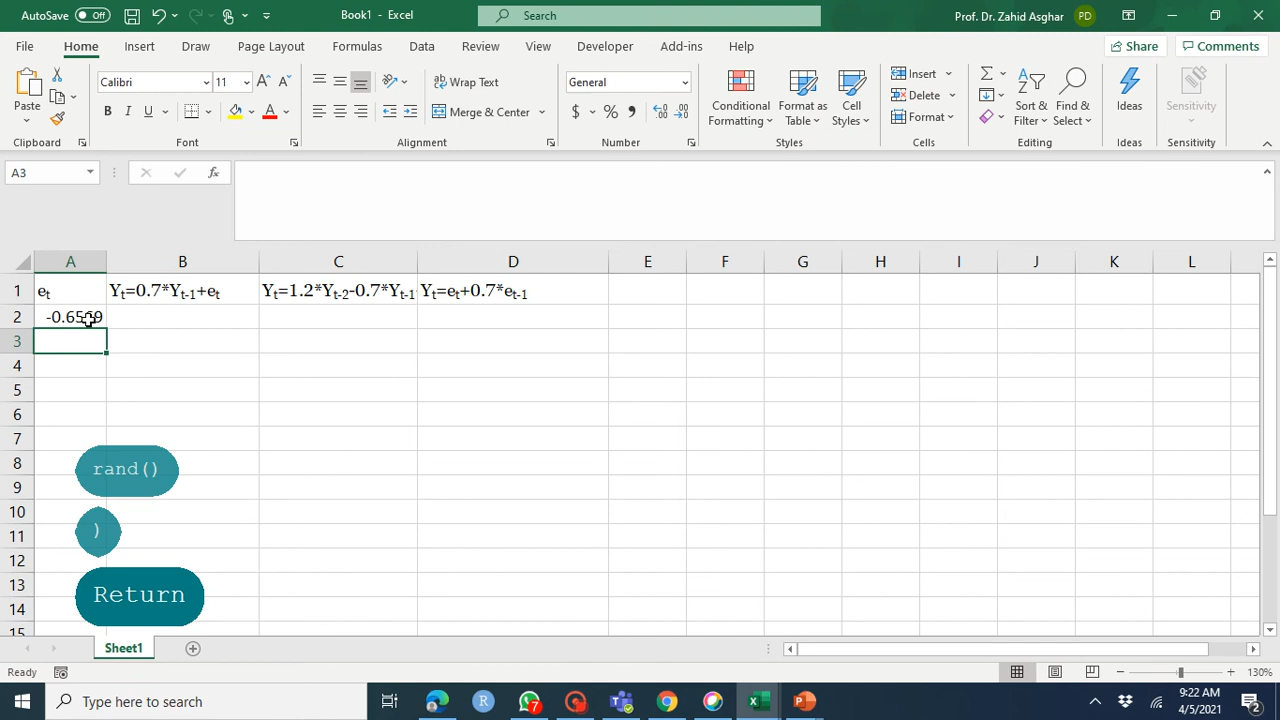 AutoSave Off Book1 - Excel Search Prof. Dr. Zahid Asghar PD
File Home Insert Draw Page Layout Formulas Data Review View Developer Add-ins Help Share Comments
Calibri 11 Wrap Text General Insert
Paste B I U Merge & Center $ % Conditional Formatting Format as Table Cell Styles Delete Format Sort & Filter Find & Select Ideas Sensitivity
Clipboard Font Alignment Number Styles Cells Editing Ideas Sensitivity
A3 fx
A B C D E F G H I J K L
1 et Yt=0.7*Yt-1+et Yt=1.2*Yt-2-0.7*Yt-1 Yt=et+0.7*et-1
2
3
4
5
6
7
8 rand()
9
10
11 )
12
13 Return
14
15
Sheet1
Ready 130%
Type here to search R 7 9:22 AM
4/5/2021 2